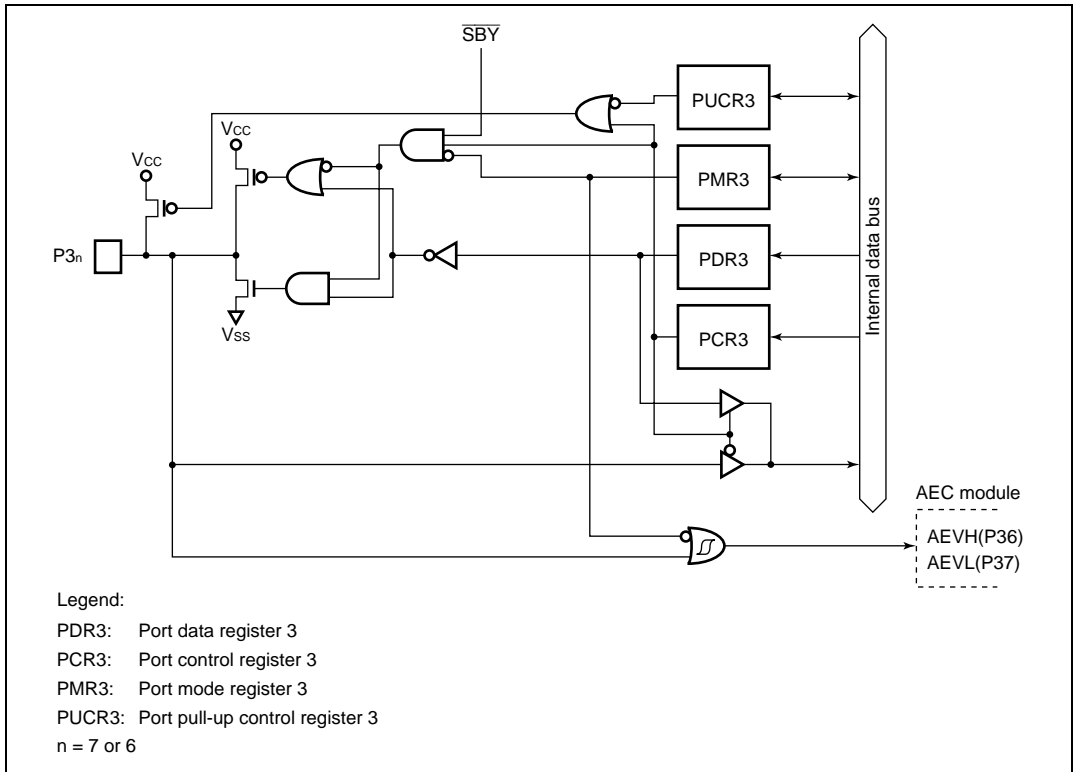 SBY
PUCR3
VCC
VCC
PMR3
P3n
PDR3
VSS
PCR3
Internal data bus
AEC module
AEVH(P36)
AEVL(P37)
Legend:
PDR3: Port data register 3
PCR3: Port control register 3
PMR3: Port mode register 3
PUCR3: Port pull-up control register 3
n = 7 or 6